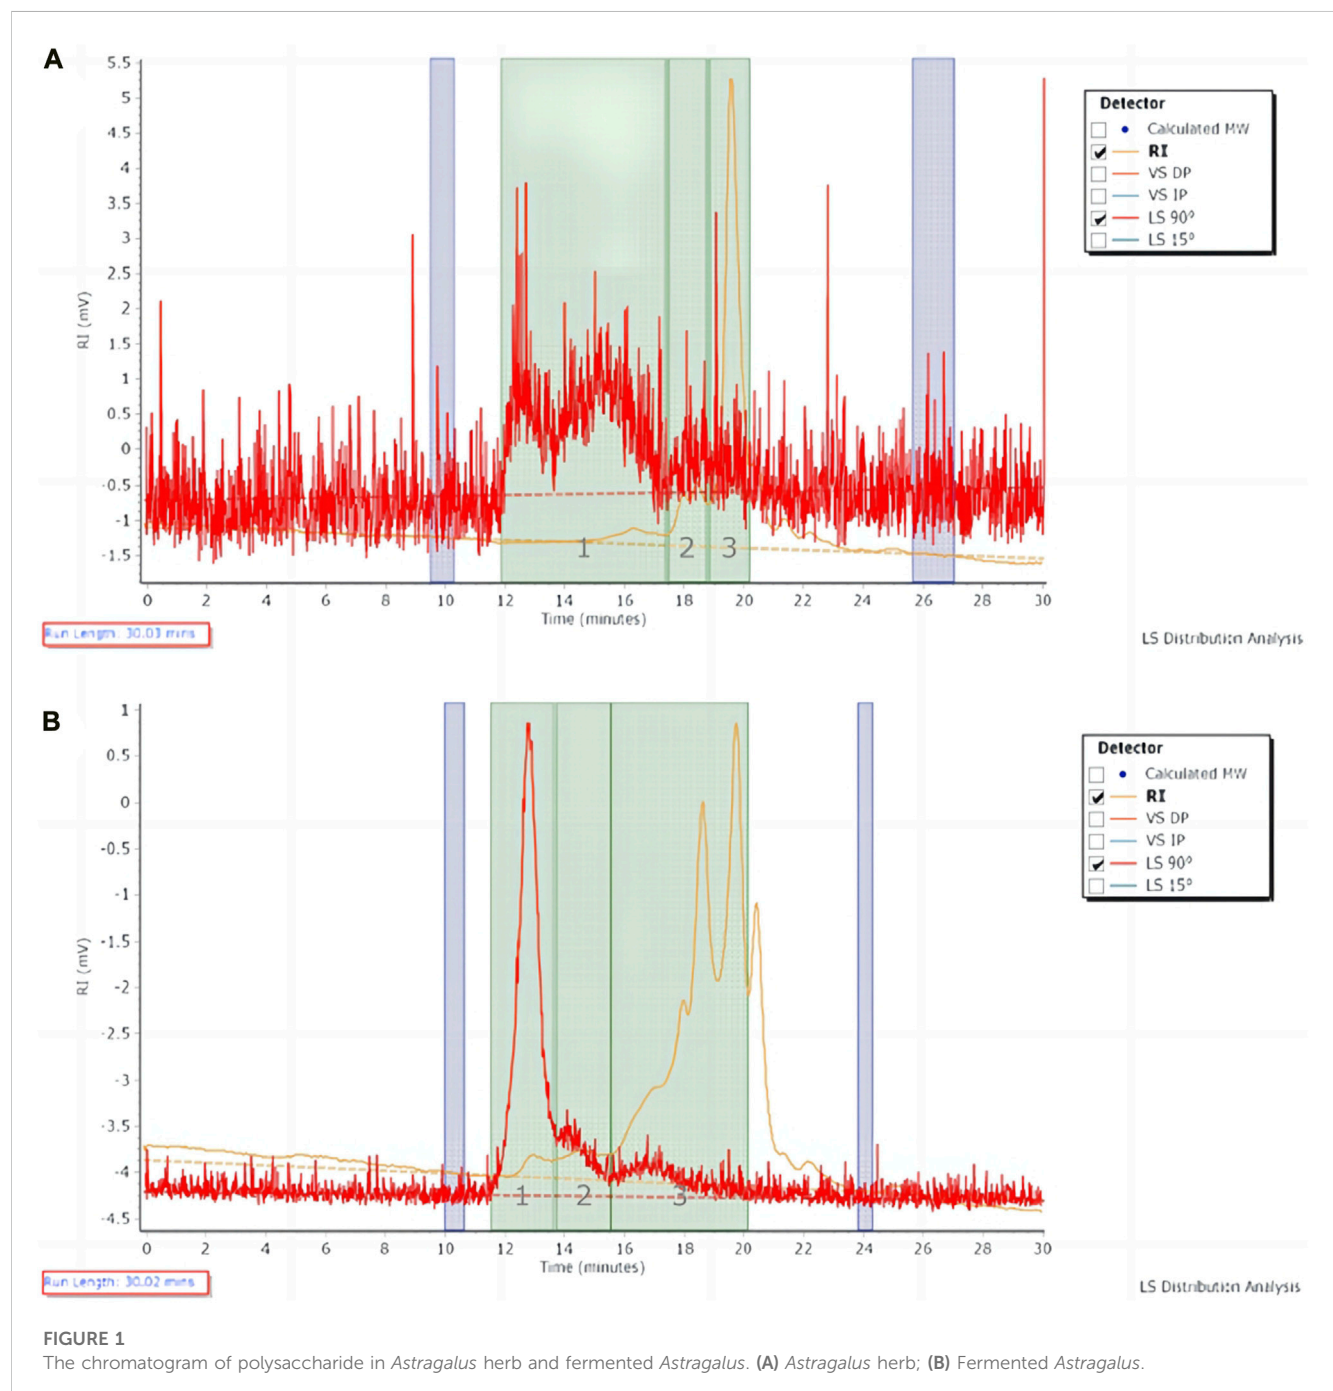 A
5.5
5
4.5
4
3.5
3
2.5
2
1.5
1
0.5
0
-0.5
-1
-1.5
RI (mV)
Detector
Calculated MW
RI
VS DP
VS IP
LS 90°
LS 15°
1 2 3
0 2 4 6 8 10 12 14 16 18 20 22 24 26 28 30
Time (minutes)
Run Length: 30.03 mins
LS Distribution Analysis
B
1
0.5
0
-0.5
-1
-1.5
-2
-2.5
-3
-3.5
-4
-4.5
RI (mV)
Detector
Calculated MW
RI
VS DP
VS IP
LS 90°
LS 15°
1 2 3
0 2 4 6 8 10 12 14 16 18 20 22 24 26 28 30
Time (minutes)
Run Length: 30.02 mins
LS Distribution Analysis
FIGURE 1
The chromatogram of polysaccharide in Astragalus herb and fermented Astragalus. (A) Astragalus herb; (B) Fermented Astragalus.